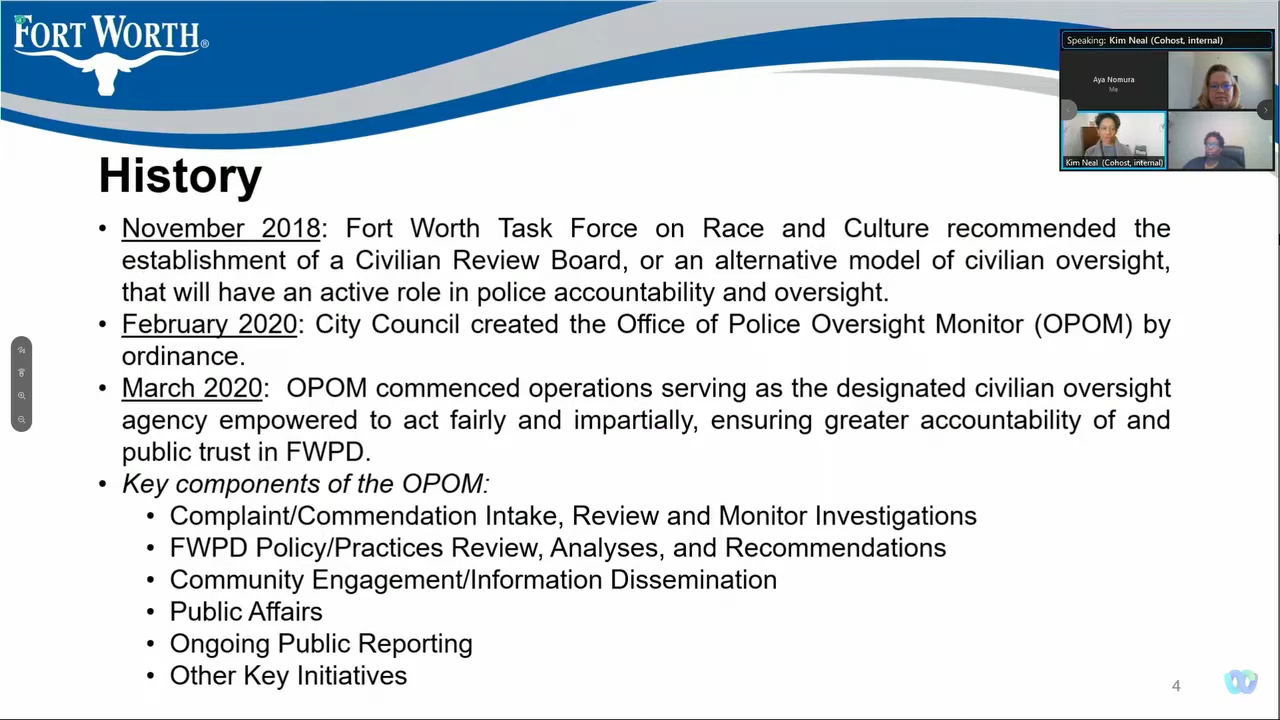 FORT WORTH®
Speaking: Kim Neal (Cohost, internal)
Aya Nomura
Me
Kim Neal (Cohost, internal)
History
• November 2018: Fort Worth Task Force on Race and Culture recommended the
establishment of a Civilian Review Board, or an alternative model of civilian oversight,
that will have an active role in police accountability and oversight.
• February 2020: City Council created the Office of Police Oversight Monitor (OPOM) by
ordinance.
• March 2020: OPOM commenced operations serving as the designated civilian oversight
agency empowered to act fairly and impartially, ensuring greater accountability of and
public trust in FWPD.
• Key components of the OPOM:
• Complaint/Commendation Intake, Review and Monitor Investigations
• FWPD Policy/Practices Review, Analyses, and Recommendations
• Community Engagement/Information Dissemination
• Public Affairs
• Ongoing Public Reporting
• Other Key Initiatives
4